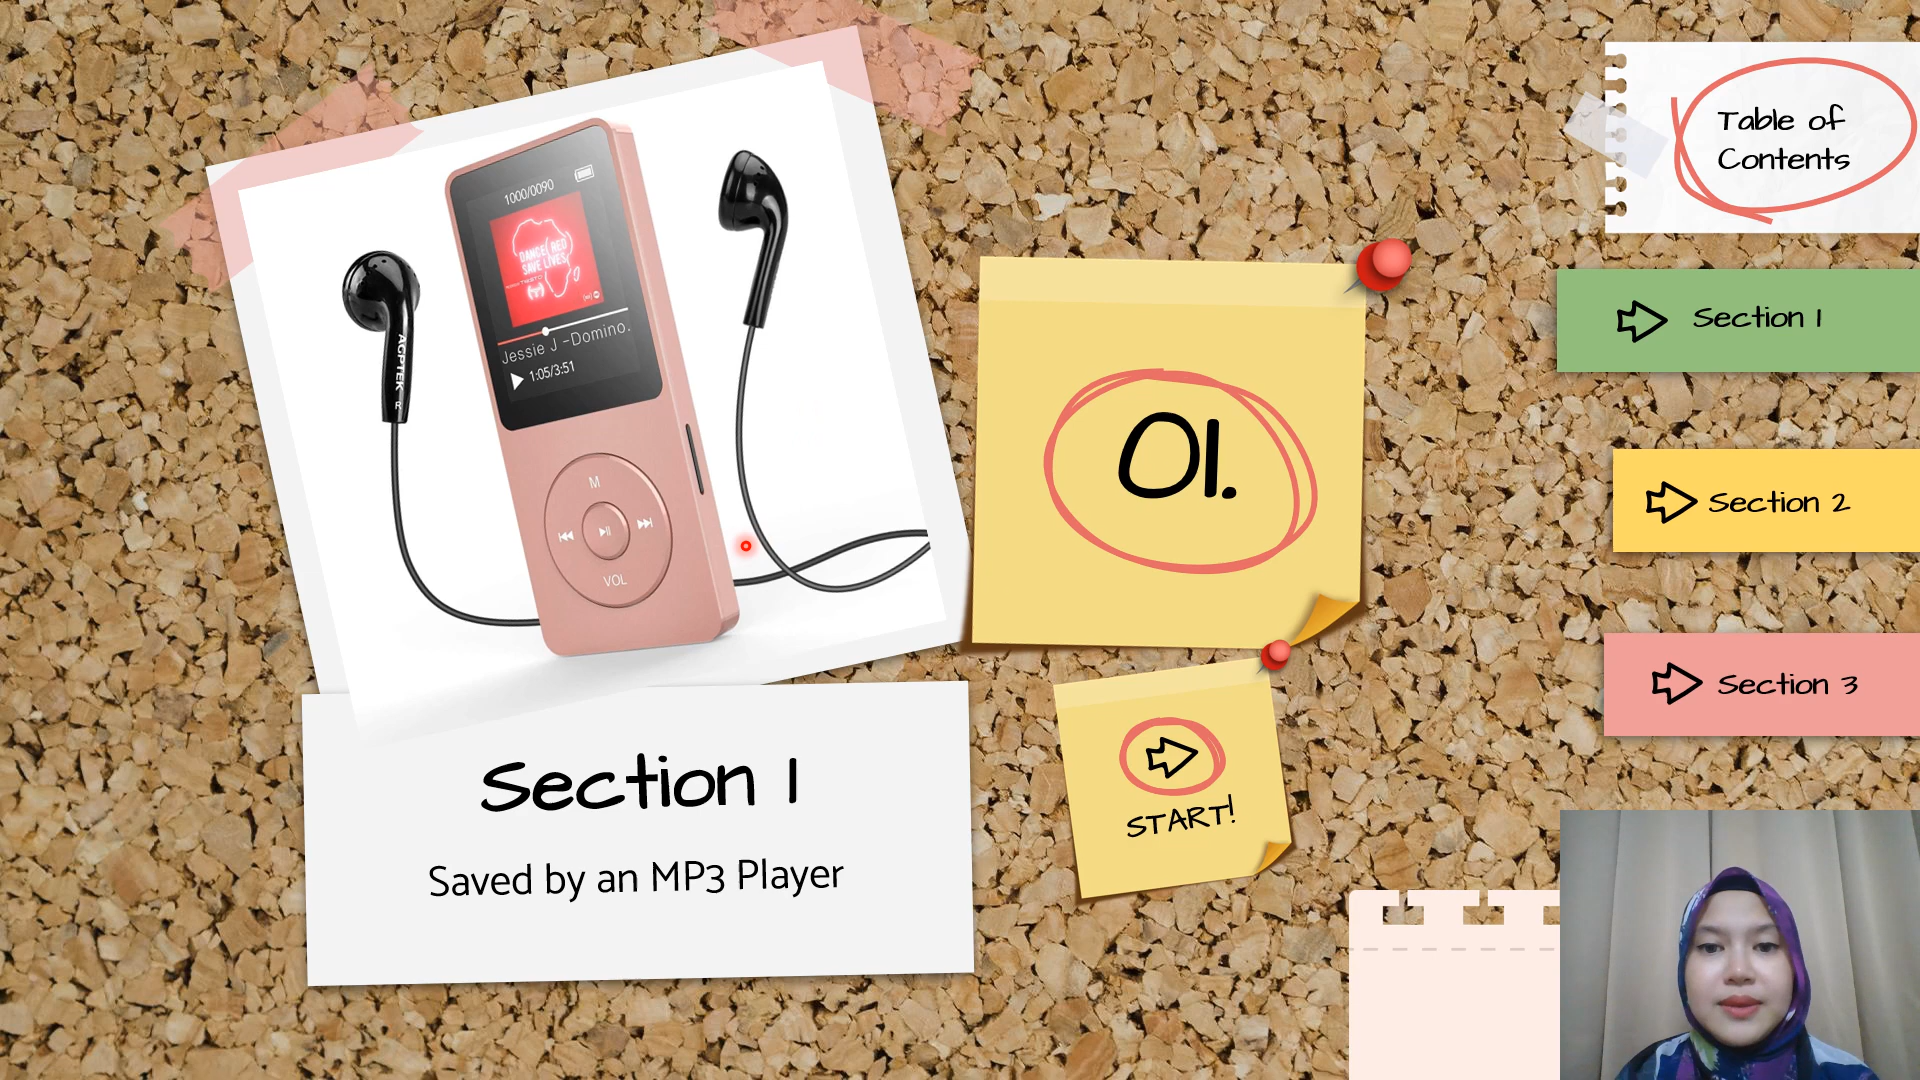 1000/0090
DANCE (RED)
SAVE LIVES
Jessie J -Domino.
1:05/3:51
M
VOL
AGPTEK R
01.
START!
Section 1
Saved by an MP3 Player
Table of
Contents
Section 1
Section 2
Section 3